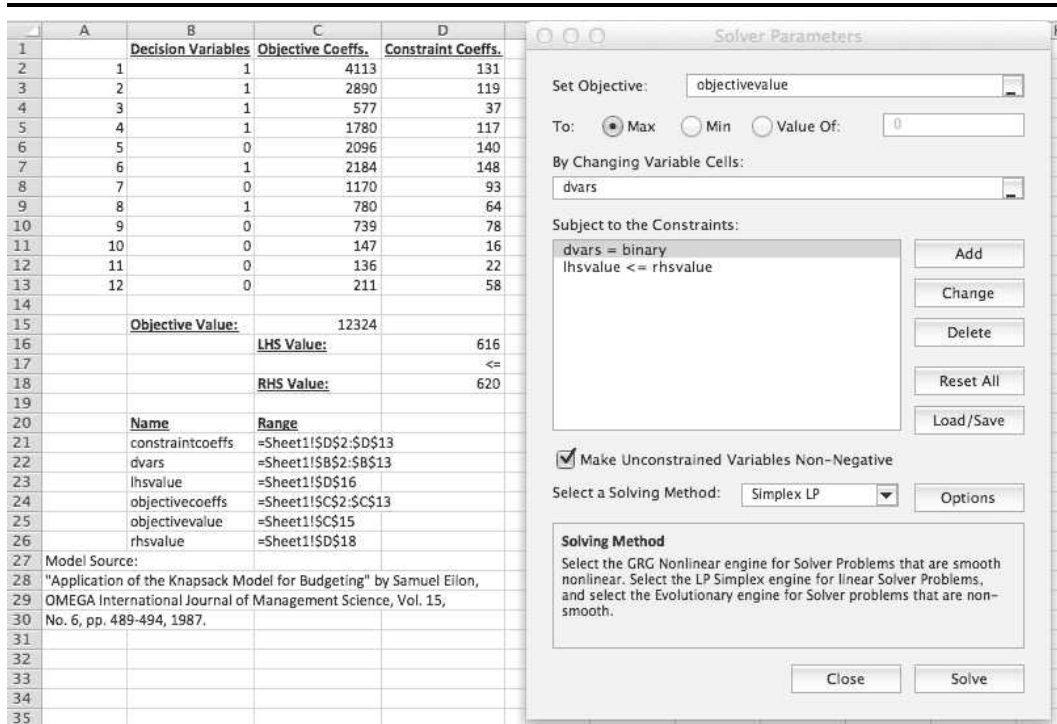 A B C D
1 Decision Variables Objective Coeffs. Constraint Coeffs.
2 1 1 4113 131
3 2 1 2890 119
4 3 1 577 37
5 4 1 1780 117
6 5 0 2096 140
7 6 1 2184 148
8 7 0 1170 93
9 8 1 780 64
10 9 0 739 78
11 10 0 147 16
12 11 0 136 22
13 12 0 211 58
14
15 Objective Value: 12324
16 LHS Value: 616
17 <=
18 RHS Value: 620
19
20 Name Range
21 constraintcoeffs =Sheet1!$D$2:$D$13
22 dvars =Sheet1!$B$2:$B$13
23 lhsvalue =Sheet1!$D$16
24 objectivecoeffs =Sheet1!$C$2:$C$13
25 objectivevalue =Sheet1!$C$15
26 rhsvalue =Sheet1!$D$18
27 Model Source:
28 "Application of the Knapsack Model for Budgeting" by Samuel Eilon,
29 OMEGA International Journal of Management Science, Vol. 15,
30 No. 6, pp. 489-494, 1987.
31
32
33
34
35
Solver Parameters
Set Objective: objectivevalue
To: Max Min Value Of: 0
By Changing Variable Cells:
dvars
Subject to the Constraints:
dvars = binary
lhsvalue <= rhsvalue
Add
Change
Delete
Reset All
Load/Save
Make Unconstrained Variables Non-Negative
Select a Solving Method: Simplex LP Options
Solving Method
Select the GRG Nonlinear engine for Solver Problems that are smooth
nonlinear. Select the LP Simplex engine for linear Solver Problems,
and select the Evolutionary engine for Solver problems that are non-
smooth.
Close Solve